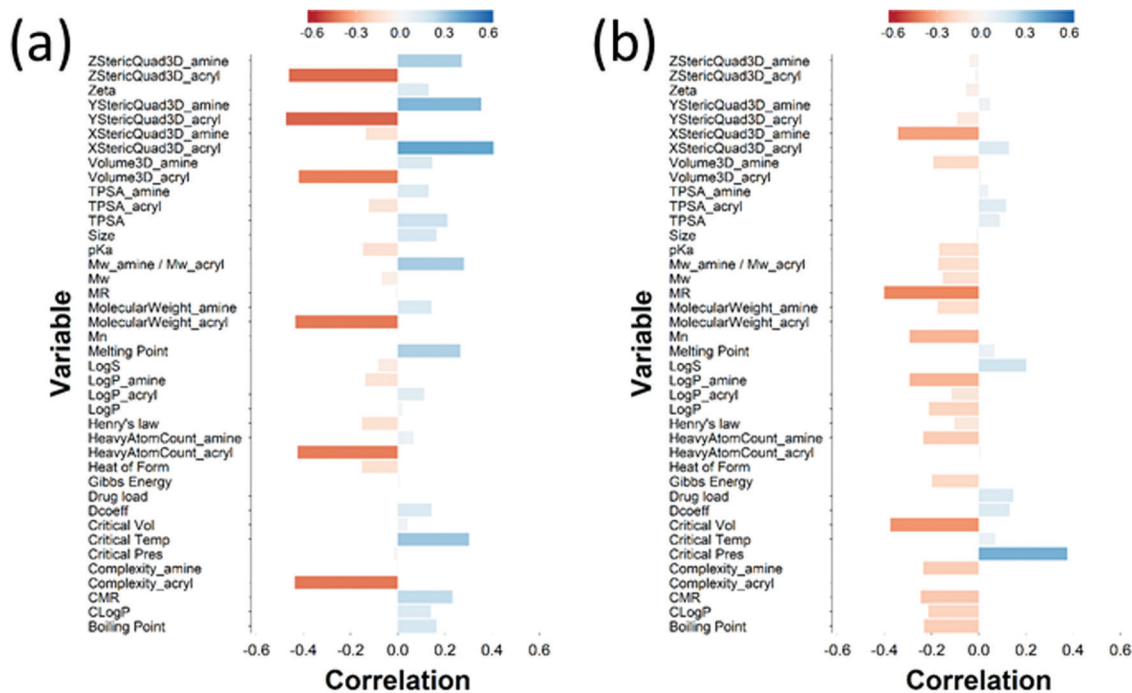 (a)
-0.6 -0.3 0.0 0.3 0.6
Variable
ZStericQuad3D_amine
ZStericQuad3D_acryl
Zeta
YStericQuad3D_amine
YStericQuad3D_acryl
XStericQuad3D_amine
XStericQuad3D_acryl
Volume3D_amine
Volume3D_acryl
TPSA_amine
TPSA_acryl
TPSA
Size
pKa
Mw_amine / Mw_acryl
Mw
MR
MolecularWeight_amine
MolecularWeight_acryl
Mn
Melting Point
LogS
LogP_amine
LogP_acryl
LogP
Henry's law
HeavyAtomCount_amine
HeavyAtomCount_acryl
Heat of Form
Gibbs Energy
Drug load
Dcoeff
Critical Vol
Critical Temp
Critical Pres
Complexity_amine
Complexity_acryl
CMR
CLogP
Boiling Point
-0.6 -0.4 -0.2 0.0 0.2 0.4 0.6
Correlation
(b)
-0.6 -0.3 0.0 0.3 0.6
Variable
ZStericQuad3D_amine
ZStericQuad3D_acryl
Zeta
YStericQuad3D_amine
YStericQuad3D_acryl
XStericQuad3D_amine
XStericQuad3D_acryl
Volume3D_amine
Volume3D_acryl
TPSA_amine
TPSA_acryl
TPSA
Size
pKa
Mw_amine / Mw_acryl
Mw
MR
MolecularWeight_amine
MolecularWeight_acryl
Mn
Melting Point
LogS
LogP_amine
LogP_acryl
LogP
Henry's law
HeavyAtomCount_amine
HeavyAtomCount_acryl
Heat of Form
Gibbs Energy
Drug load
Dcoeff
Critical Vol
Critical Temp
Critical Pres
Complexity_amine
Complexity_acryl
CMR
CLogP
Boiling Point
-0.6 -0.4 -0.2 0.0 0.2 0.4 0.6
Correlation